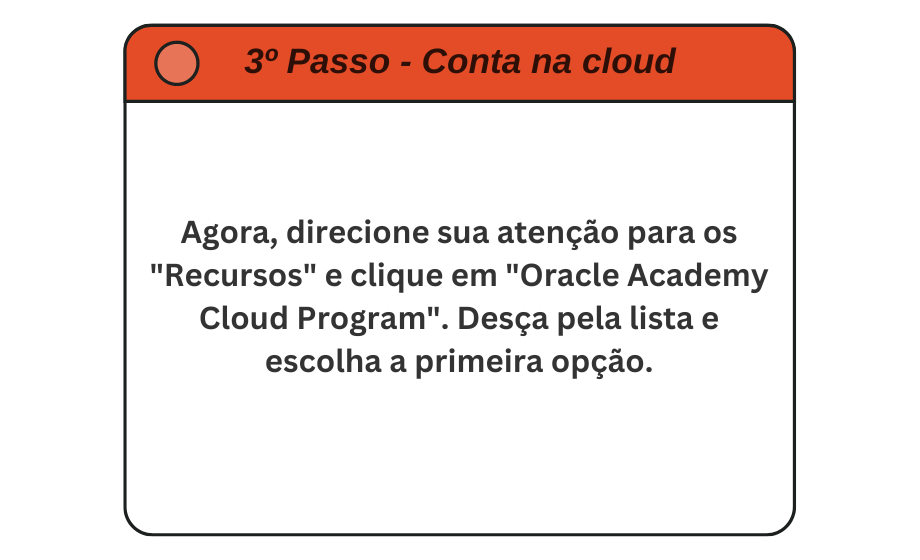 3º Passo - Conta na cloud
Agora, direcione sua atenção para os
"Recursos" e clique em "Oracle Academy
Cloud Program". Desça pela lista e
escolha a primeira opção.